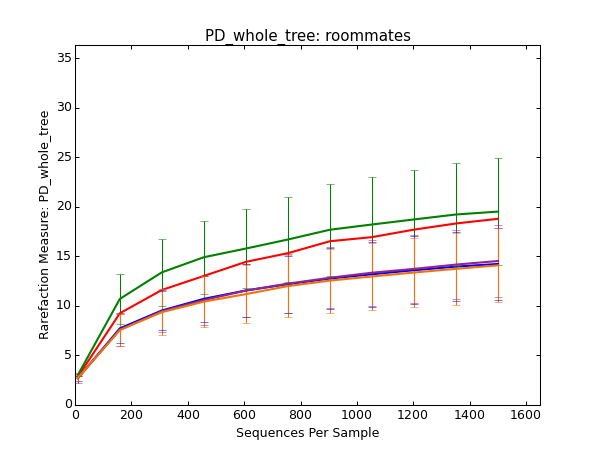 PD_whole_tree: roommates
Rarefaction Measure: PD_whole_tree
35
30
25
20
15
10
5
0
0 200 400 600 800 1000 1200 1400 1600
Sequences Per Sample